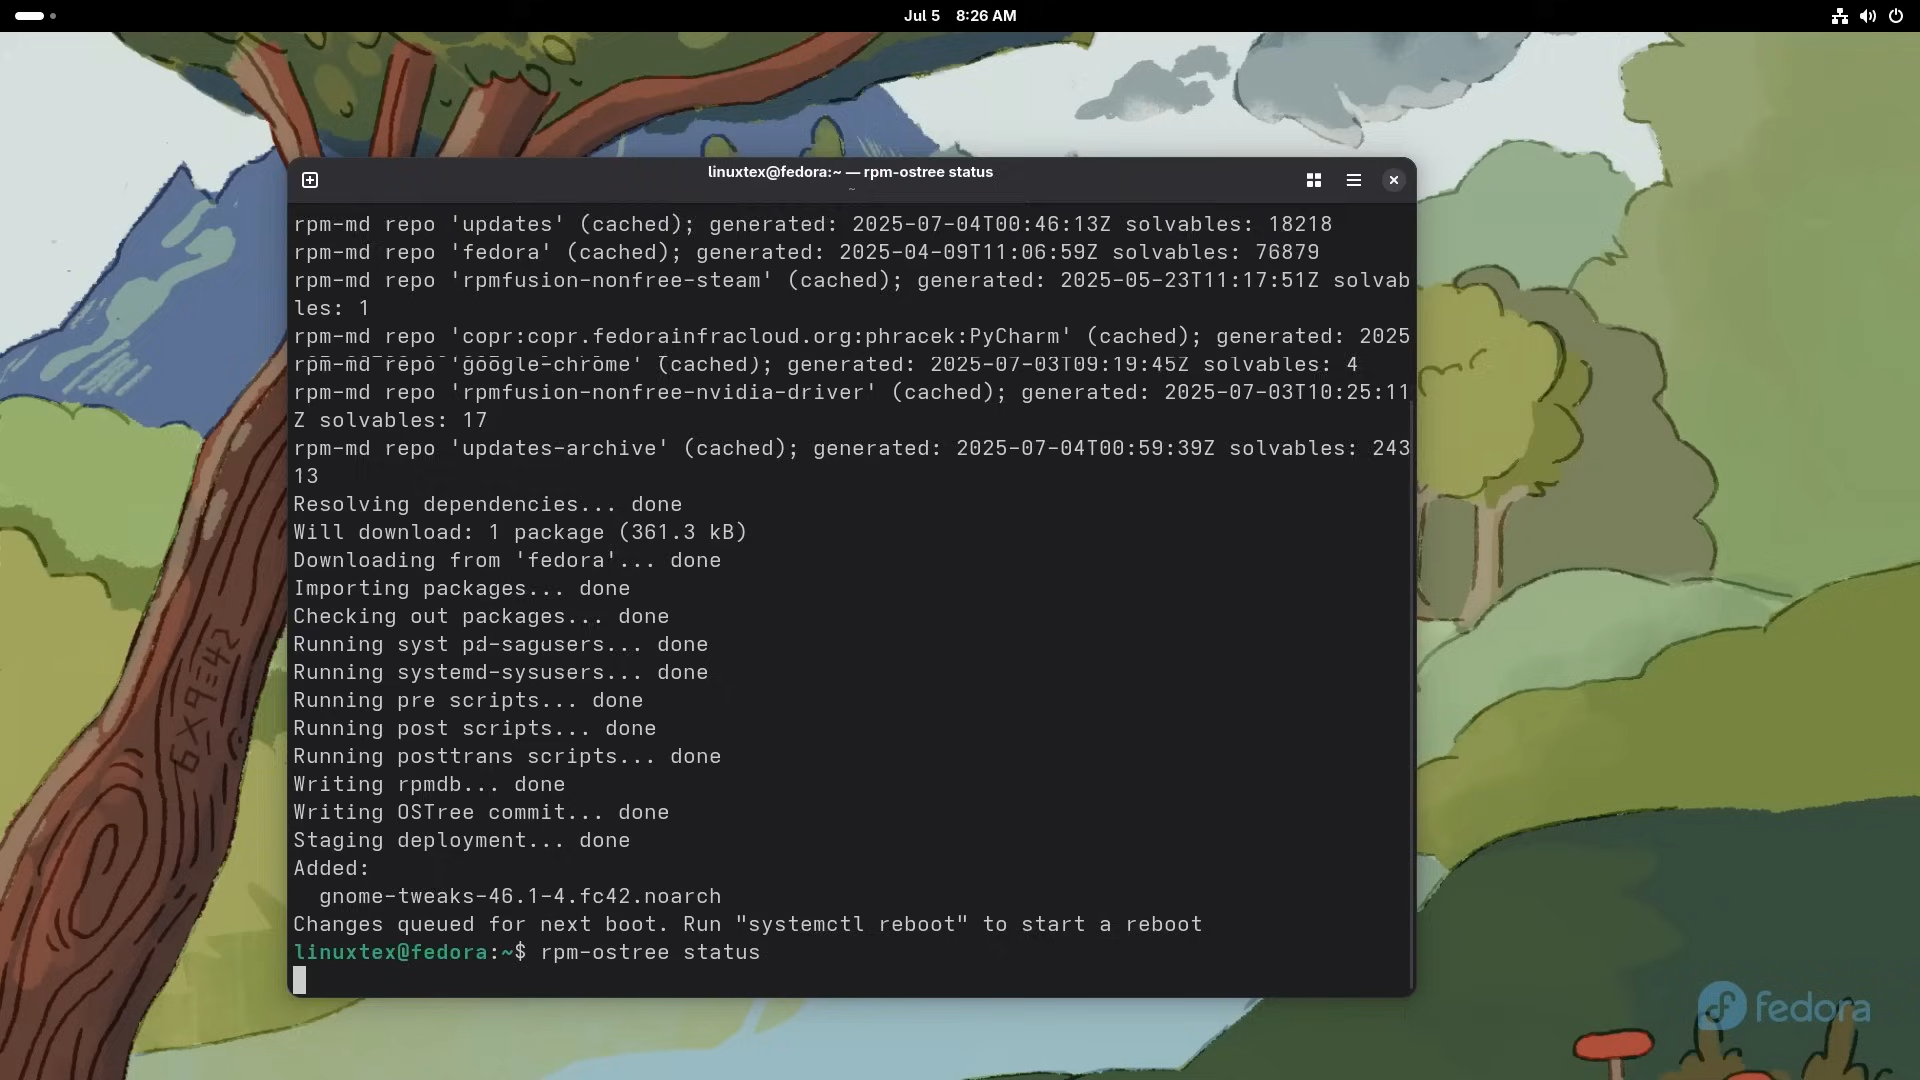 Jul 5 8:26 AM
linuxtex@fedora:~ — rpm-ostree status
~
rpm-md repo 'updates' (cached); generated: 2025-07-04T00:46:13Z solvables: 18218
rpm-md repo 'fedora' (cached); generated: 2025-04-09T11:06:59Z solvables: 76879
rpm-md repo 'rpmfusion-nonfree-steam' (cached); generated: 2025-05-23T11:17:51Z solvab
les: 1
rpm-md repo 'copr:copr.fedorainfracloud.org:phracek:PyCharm' (cached); generated: 2025
rpm-md repo 'google-chrome' (cached); generated: 2025-07-03T09:19:45Z solvables: 4
rpm-md repo 'rpmfusion-nonfree-nvidia-driver' (cached); generated: 2025-07-03T10:25:11
Z solvables: 17
rpm-md repo 'updates-archive' (cached); generated: 2025-07-04T00:59:39Z solvables: 243
13
Resolving dependencies... done
Will download: 1 package (361.3 kB)
Downloading from 'fedora'... done
Importing packages... done
Checking out packages... done
Running syst pd-sagusers... done
Running systemd-sysusers... done
Running pre scripts... done
Running post scripts... done
Running posttrans scripts... done
Writing rpmdb... done
Writing OSTree commit... done
Staging deployment... done
Added:
  gnome-tweaks-46.1-4.fc42.noarch
Changes queued for next boot. Run "systemctl reboot" to start a reboot
linuxtex@fedora:~$ rpm-ostree status
6×9=42
fedora